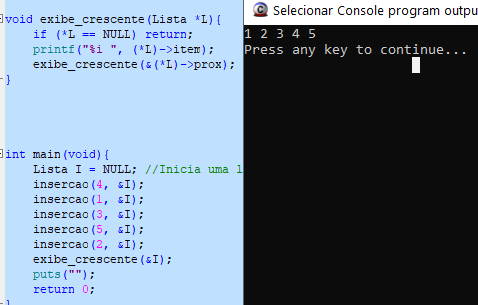 void exibe_crescente(Lista *L){
if (*L == NULL) return;
printf("%i ", (*L)->item);
exibe_crescente(&(*L)->prox);
}
int main(void){
Lista I = NULL; //Inicia uma l
insercao(4, &I);
insercao(1, &I);
insercao(3, &I);
insercao(5, &I);
insercao(2, &I);
exibe_crescente(&I);
puts("");
return 0;
}
Selecionar Console program outpu
1 2 3 4 5
Press any key to continue...